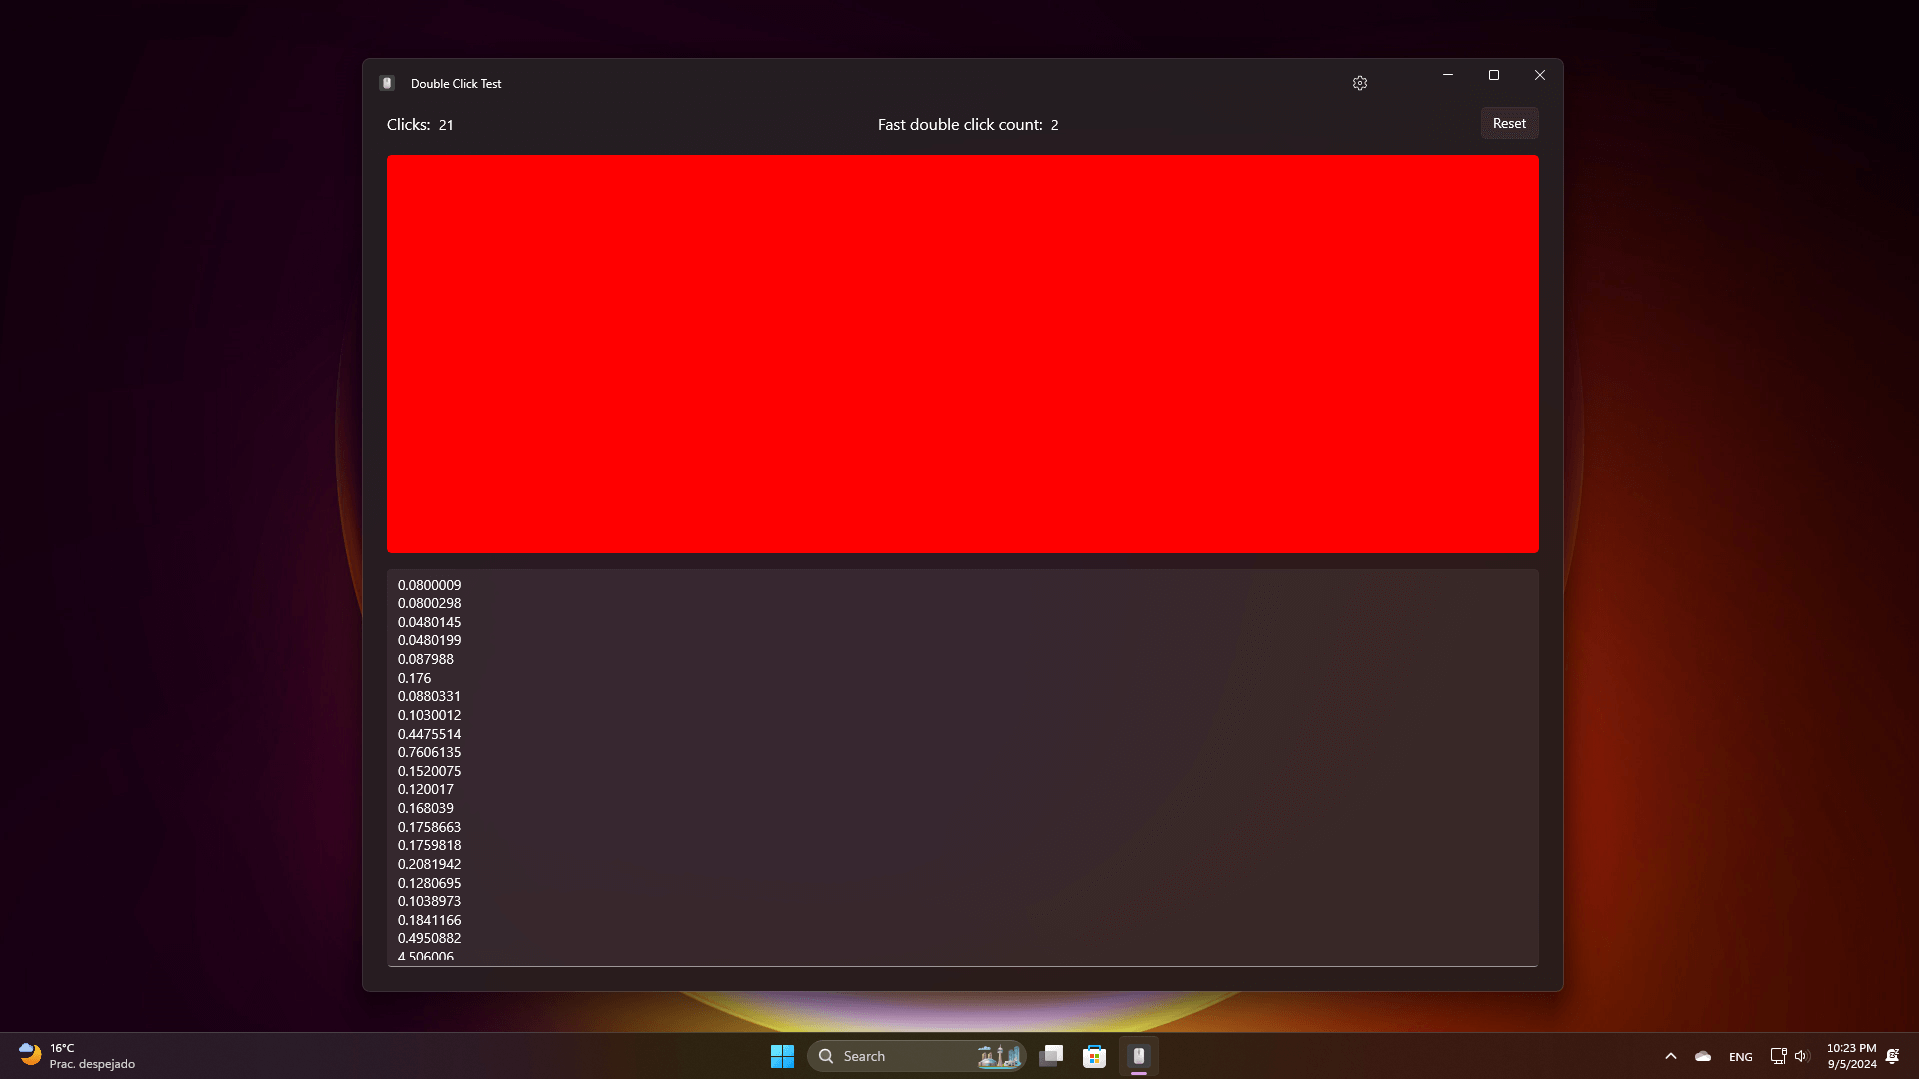 Double Click Test
Clicks: 21
Fast double click count: 2
Reset
0.0800009
0.0800298
0.0480145
0.0480199
0.087988
0.176
0.0880331
0.1030012
0.4475514
0.7606135
0.1520075
0.120017
0.168039
0.1758663
0.1759818
0.2081942
0.1280695
0.1038973
0.1841166
0.4950882
4.506006
16°C
Prac. despejado
Search
ENG
10:23 PM
9/5/2024